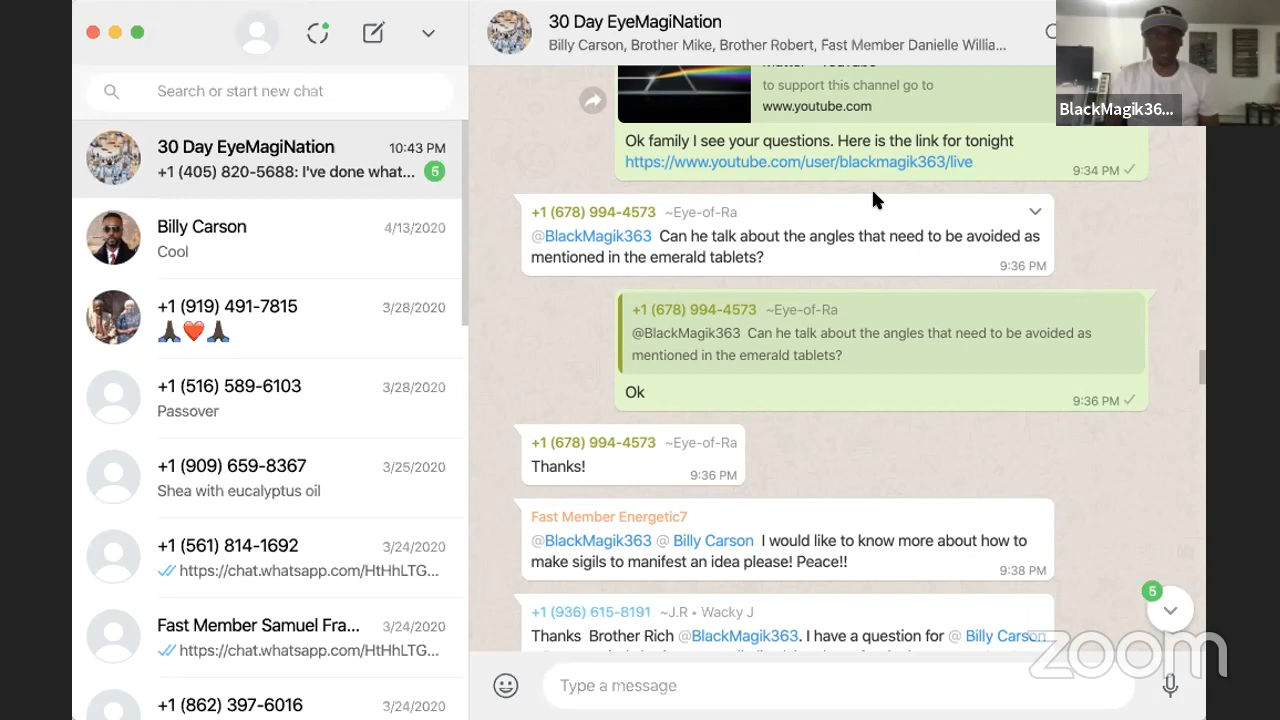 Search or start new chat
30 Day EyeMagiNation
10:43 PM
+1 (405) 820-5688: I've done what...
5
Billy Carson
4/13/2020
Cool
+1 (919) 491-7815
3/28/2020
🙏🏿❤️🙏🏿
+1 (516) 589-6103
3/28/2020
Passover
+1 (909) 659-8367
3/25/2020
Shea with eucalyptus oil
+1 (561) 814-1692
3/24/2020
https://chat.whatsapp.com/HtHhLTG...
Fast Member Samuel Fra...
3/24/2020
https://chat.whatsapp.com/HtHhLTG...
+1 (862) 397-6016
3/24/2020
30 Day EyeMagiNation
Billy Carson, Brother Mike, Brother Robert, Fast Member Danielle Willia...
BlackMagik36...
to support this channel go to
www.youtube.com
Ok family I see your questions. Here is the link for tonight
https://www.youtube.com/user/blackmagik363/live
9:34 PM
+1 (678) 994-4573 ~Eye-of-Ra
@BlackMagik363 Can he talk about the angles that need to be avoided as
mentioned in the emerald tablets?
9:36 PM
+1 (678) 994-4573 ~Eye-of-Ra
@BlackMagik363 Can he talk about the angles that need to be avoided as
mentioned in the emerald tablets?
Ok
9:36 PM
+1 (678) 994-4573 ~Eye-of-Ra
Thanks!
9:36 PM
Fast Member Energetic7
@BlackMagik363 @ Billy Carson I would like to know more about how to
make sigils to manifest an idea please! Peace!!
9:38 PM
5
+1 (936) 615-8191 ~J.R • Wacky J
Thanks Brother Rich @BlackMagik363. I have a question for @ Billy Carson
Type a message
zoom